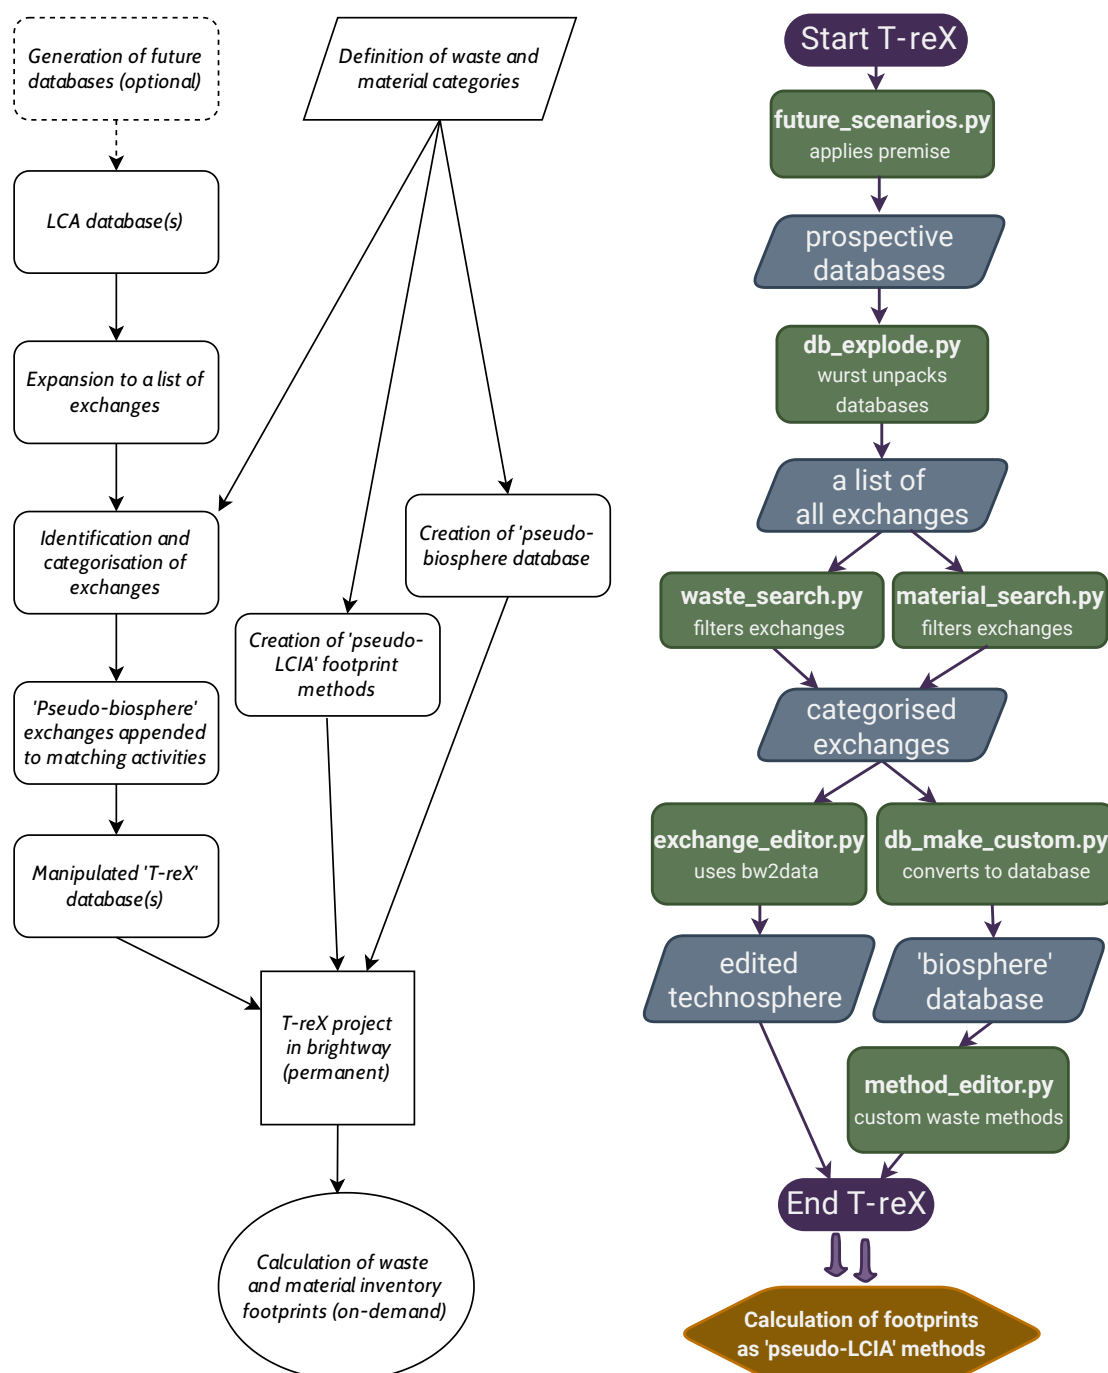 Generation of future
databases (optional)
Definition of waste and
material categories
LCA database(s)
Expansion to a list of
exchanges
Identification and
categorisation of
exchanges
Creation of 'pseudo-
biosphere database
Creation of 'pseudo-
LCIA' footprint
methods
'Pseudo-biosphere'
exchanges appended
to matching activities
Manipulated 'T-reX'
database(s)
T-reX project
in brightway
(permanent)
Calculation of waste
and material inventory
footprints (on-demand)
Start T-reX
future_scenarios.py
applies premise
prospective
databases
db_explode.py
wurst unpacks
databases
a list of
all exchanges
waste_search.py
filters exchanges
material_search.py
filters exchanges
categorised
exchanges
exchange_editor.py
uses bw2data
db_make_custom.py
converts to database
edited
technosphere
'biosphere'
database
method_editor.py
custom waste methods
End T-reX
Calculation of footprints
as 'pseudo-LCIA' methods